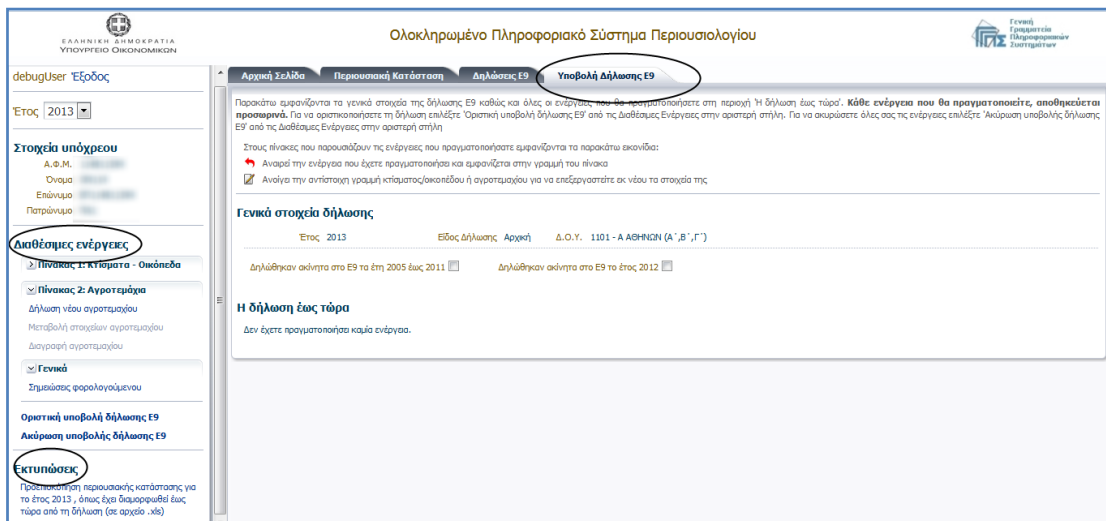 ΕΛΛΗΝΙΚΗ ΔΗΜΟΚΡΑΤΙΑ
ΥΠΟΥΡΓΕΙΟ ΟΙΚΟΝΟΜΙΚΩΝ
Ολοκληρωμένο Πληροφοριακό Σύστημα Περιουσιολογίου
Γενική
Γραμματεία
Πληροφοριακών
Συστημάτων
debugUser Έξοδος
Έτος 2013
Στοιχεία υπόχρεου
Α.Φ.Μ.
Όνομα
Επώνυμο
Πατρώνυμο
Διαθέσιμες ενέργειες
Πίνακας 1: Κτίσματα - Οικόπεδα
Πίνακας 2: Αγροτεμάχια
Δήλωση νέου αγροτεμαχίου
Μεταβολή στοιχείων αγροτεμαχίου
Διαγραφή αγροτεμαχίου
Γενικά
Σημειώσεις φορολογούμενου
Οριστική υποβολή δήλωσης Ε9
Ακύρωση υποβολής δήλωσης Ε9
Εκτυπώσεις
Προεπισκόπηση περιουσιακής κατάστασης για
το έτος 2013 , όπως έχει διαμορφωθεί έως
τώρα από τη δήλωση (σε αρχείο .xls)
Αρχική Σελίδα Περιουσιακή Κατάσταση Δηλώσεις Ε9 Υποβολή Δήλωσης Ε9
Παρακάτω εμφανίζονται τα γενικά στοιχεία της δήλωσης Ε9 καθώς και όλες οι ενέργειες που θα πραγματοποιήσετε στη περιοχή 'Η δήλωση έως τώρα'. Κάθε ενέργεια που θα πραγματοποιείτε, αποθηκεύεται
προσωρινά. Για να οριστικοποιήσετε τη δήλωση επιλέξτε 'Οριστική υποβολή δήλωσης Ε9' από τις Διαθέσιμες Ενέργειες στην αριστερή στήλη. Για να ακυρώσετε όλες σας τις ενέργειες επιλέξτε 'Ακύρωση υποβολής δήλωσης
Ε9' από τις Διαθέσιμες Ενέργειες στην αριστερή στήλη
Στους πίνακες που παρουσιάζουν τις ενέργειες που πραγματοποιήσατε εμφανίζονται τα παρακάτω εικονίδια:
Αναιρεί την ενέργεια που έχετε πραγματοποιήσει και εμφανίζεται στην γραμμή του πίνακα
Ανοίγει την αντίστοιχη γραμμή κτίσματος/οικοπέδου ή αγροτεμαχίου για να επεξεργαστείτε εκ νέου τα στοιχεία της
Γενικά στοιχεία δήλωσης
Έτος 2013 Είδος Δήλωσης Αρχική Δ.Ο.Υ. 1101 - Α ΑΘΗΝΩΝ (Α΄,Β΄,Γ΄)
Δηλώθηκαν ακίνητα στο Ε9 τα έτη 2005 έως 2011 Δηλώθηκαν ακίνητα στο Ε9 το έτος 2012
Η δήλωση έως τώρα
Δεν έχετε πραγματοποιήσει καμία ενέργεια.